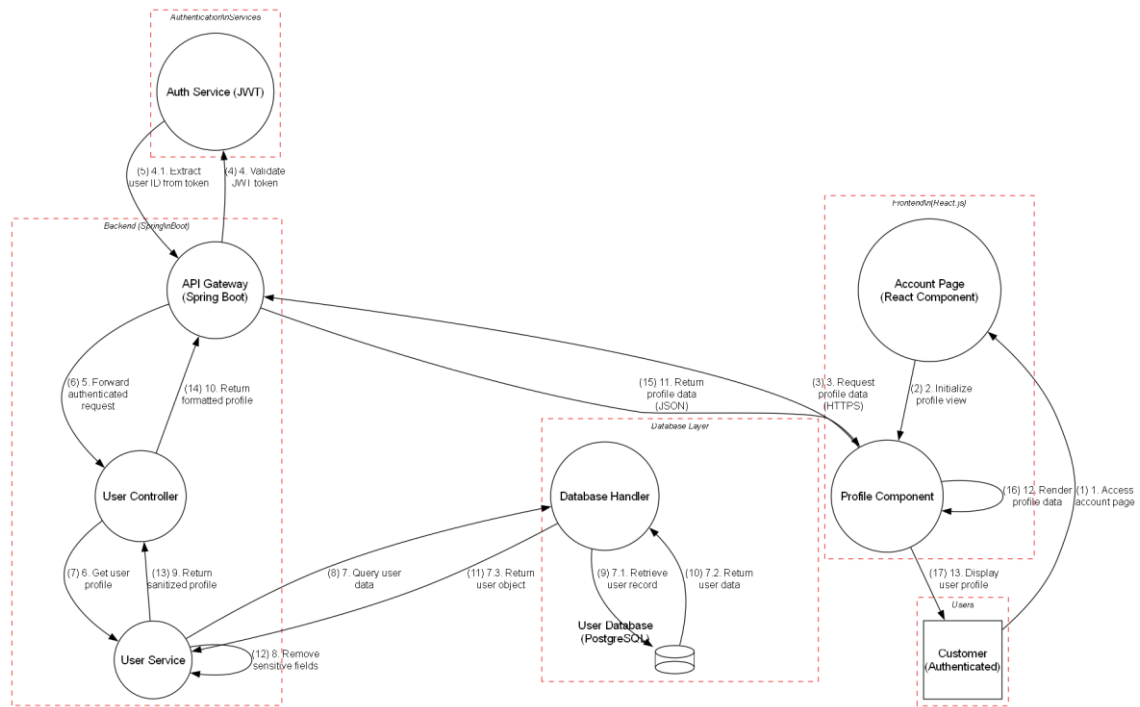 Authentication\nServices
Auth Service (JWT)
(5) 4.1. Extract
user ID from token
(4) 4. Validate
JWT token
Backend (Spring\nBoot)
API Gateway
(Spring Boot)
Frontend\n(React.js)
Account Page
(React Component)
(6) 5. Forward
authenticated
request
(14) 10. Return
formatted profile
(15) 11. Return
profile data
(JSON)
(3) 3. Request
profile data
(HTTPS)
(2) 2. Initialize
profile view
Database Layer
User Controller
Database Handler
Profile Component
(16) 12. Render
profile data
(1) 1. Access
account page
(7) 6. Get user
profile
(13) 9. Return
sanitized profile
(8) 7. Query user
data
(11) 7.3. Return
user object
(9) 7.1. Retrieve
user record
(10) 7.2. Return
user data
(17) 13. Display
user profile
Users
User Database
(PostgreSQL)
User Service
(12) 8. Remove
sensitive fields
Customer
(Authenticated)